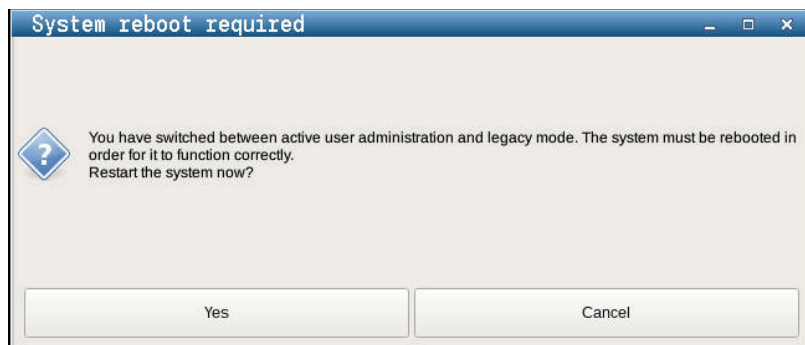 System reboot required
You have switched between active user administration and legacy mode. The system must be rebooted in
order for it to function correctly.
Restart the system now?
Yes
Cancel